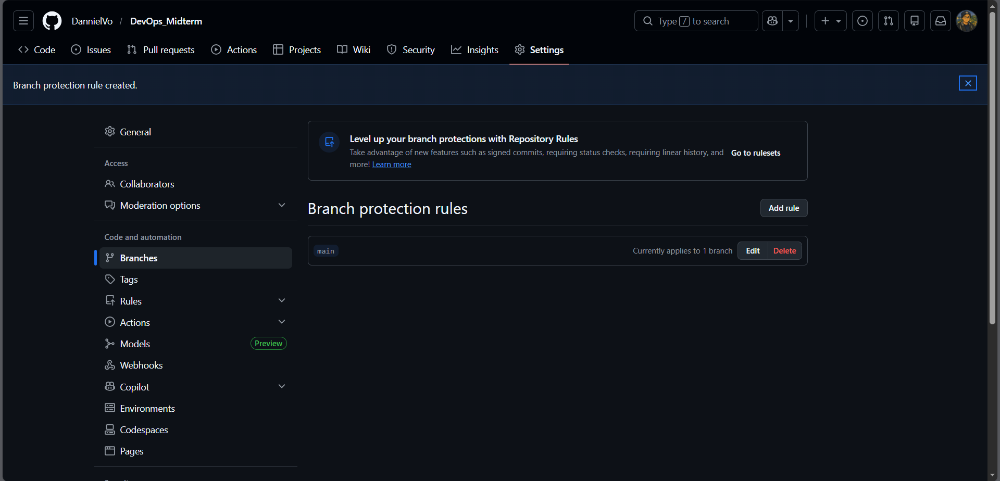 DannielVo / DevOps_Midterm
Type / to search
Code
Issues
Pull requests
Actions
Projects
Wiki
Security
Insights
Settings
Branch protection rule created.
General
Access
Collaborators
Moderation options
Code and automation
Branches
Tags
Rules
Actions
Models
Preview
Webhooks
Copilot
Environments
Codespaces
Pages
Level up your branch protections with Repository Rules
Take advantage of new features such as signed commits, requiring status checks, requiring linear history, and
more! Learn more
Go to rulesets
Branch protection rules
Add rule
main
Currently applies to 1 branch
Edit
Delete